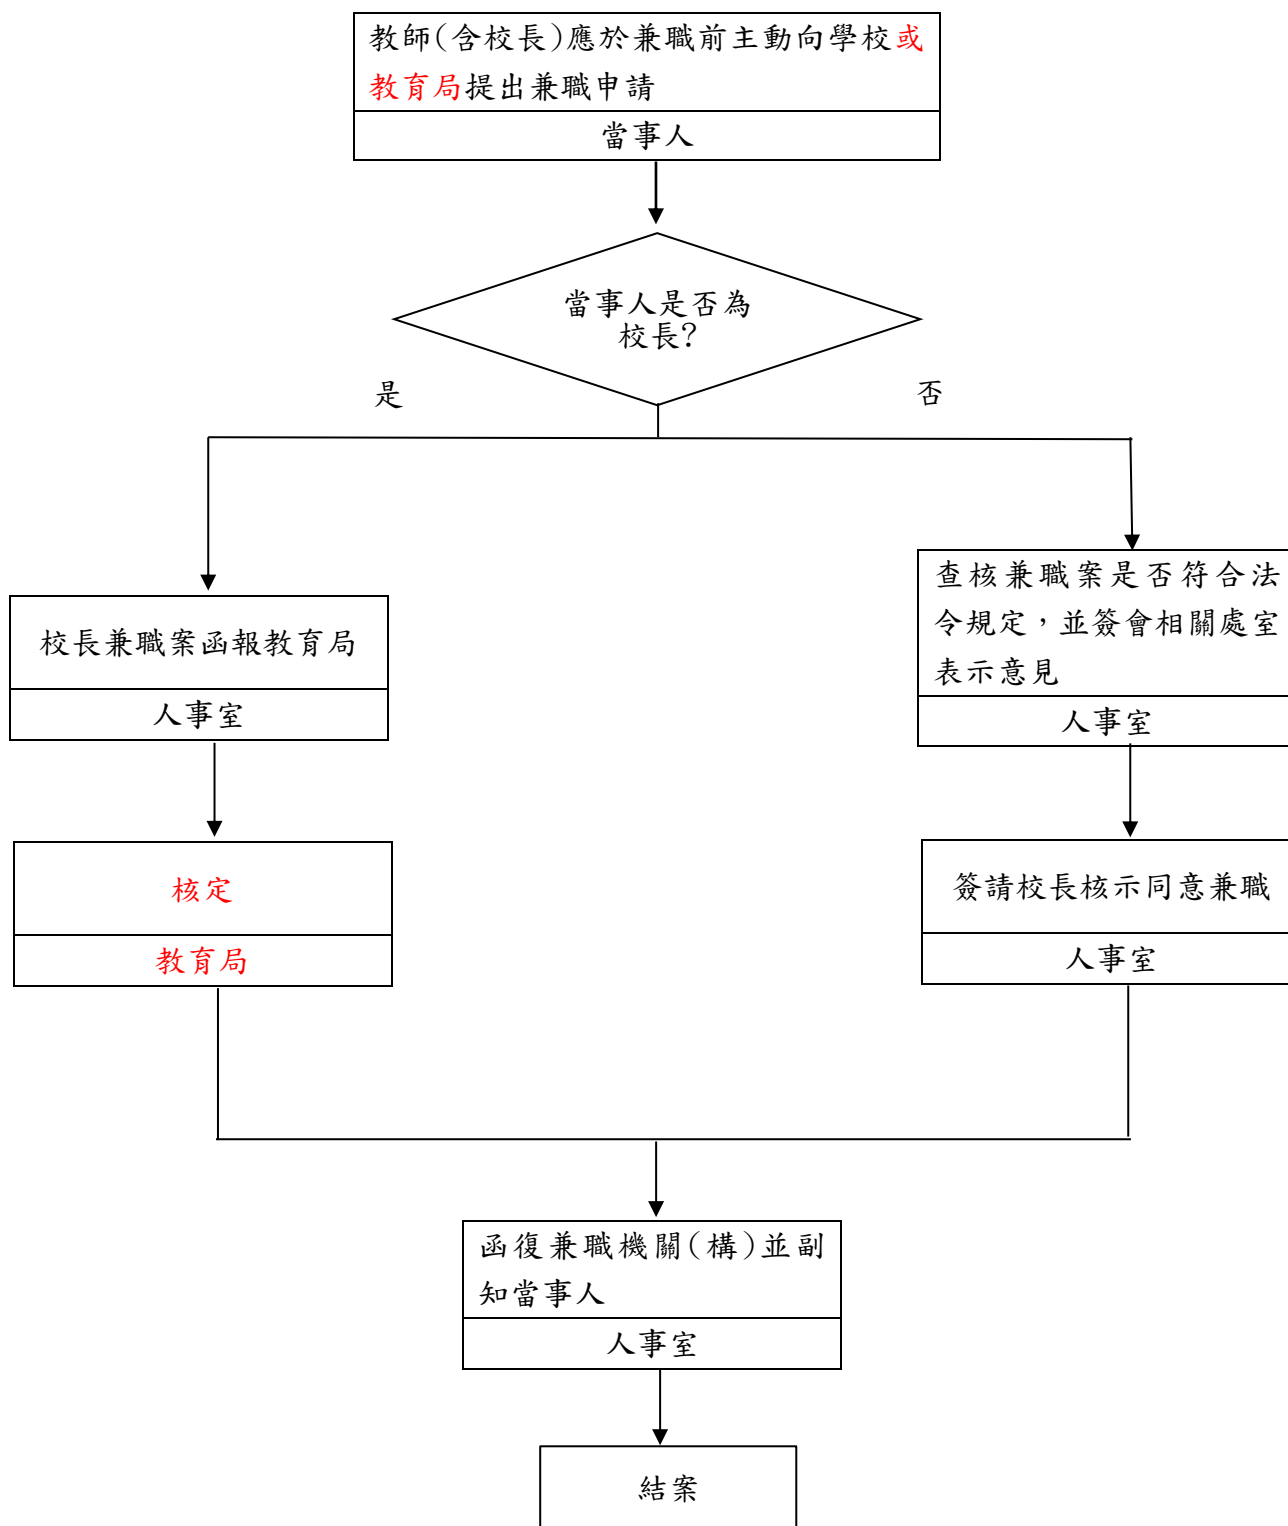 教師(含校長)應於兼職前主動向學校或
教育局提出兼職申請
當事人
當事人是否為
校長?
是
否
校長兼職案函報教育局
人事室
查核兼職案是否符合法
令規定，並簽會相關處室
表示意見
人事室
核定
教育局
簽請校長核示同意兼職
人事室
函復兼職機關(構)並副
知當事人
人事室
結案